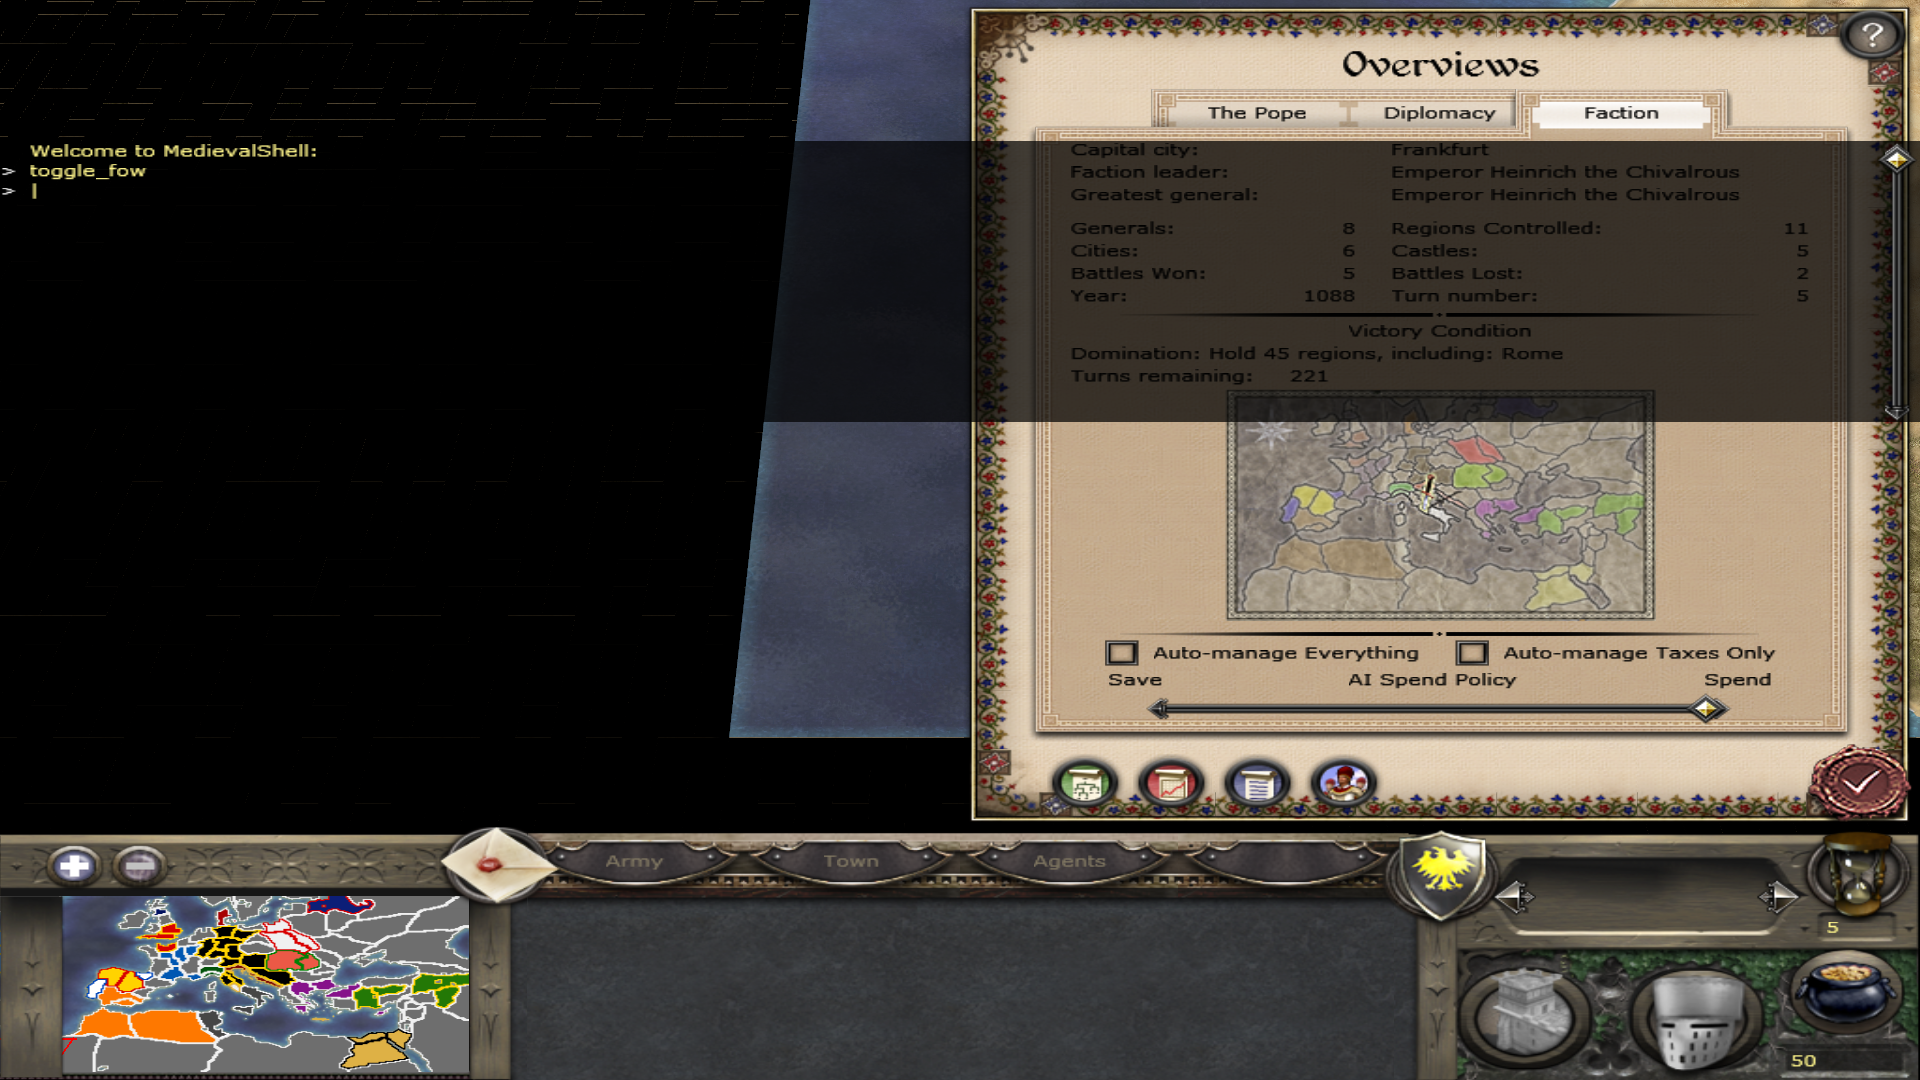 Overviews
The Pope
Diplomacy
Faction
Welcome to MedievalShell:
> toggle_fow
> |
Capital city: Frankfurt
Faction leader: Emperor Heinrich the Chivalrous
Greatest general: Emperor Heinrich the Chivalrous
Generals: 8 Regions Controlled: 11
Cities: 6 Castles: 5
Battles Won: 5 Battles Lost: 2
Year: 1088 Turn number: 5
Victory Condition
Domination: Hold 45 regions, including: Rome
Turns remaining: 221
Auto-manage Everything
Auto-manage Taxes Only
Save AI Spend Policy Spend
Army
Town
Agents
5
50
?